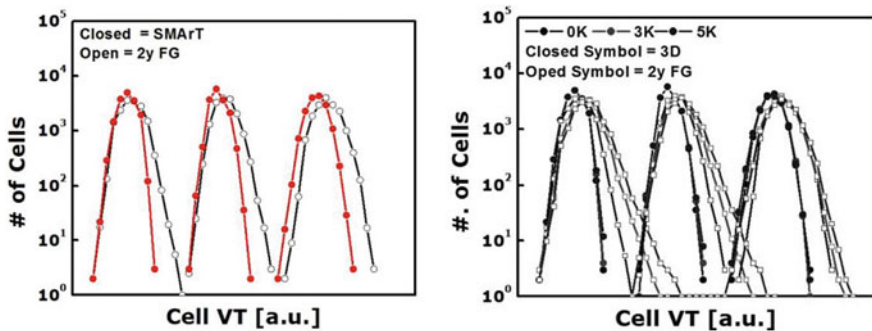 10⁵
10⁴
10³
10²
10¹
10⁰
# of Cells
Closed = SMArT
Open = 2y FG
Cell VT [a.u.]
10⁵
10⁴
10³
10²
10¹
10⁰
#. of Cells
0K 3K 5K
Closed Symbol = 3D
Oped Symbol = 2y FG
Cell VT [a.u.]